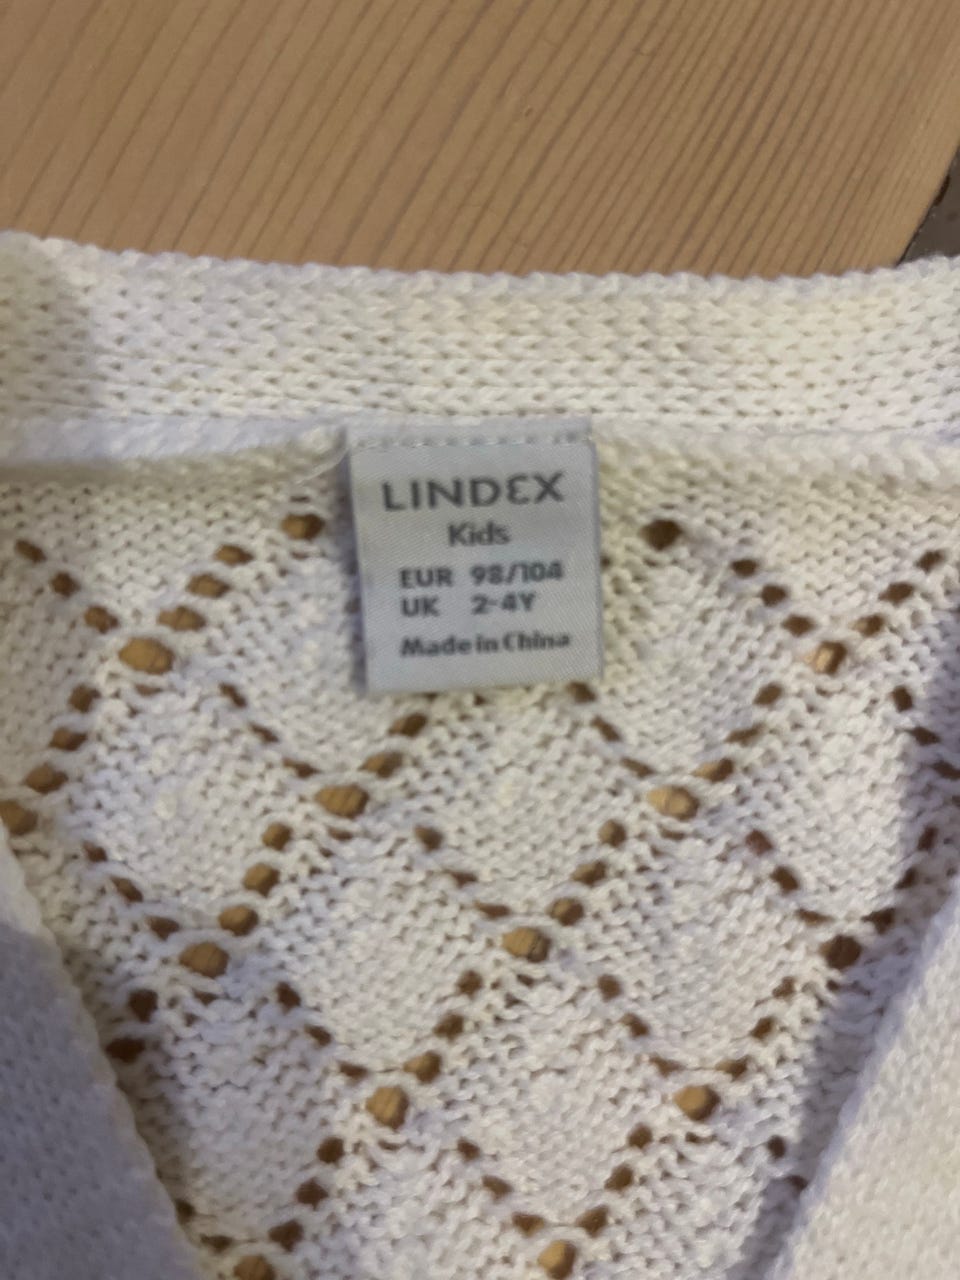 LINDEX
Kids
EUR 98/104
UK 2-4Y
Made in China